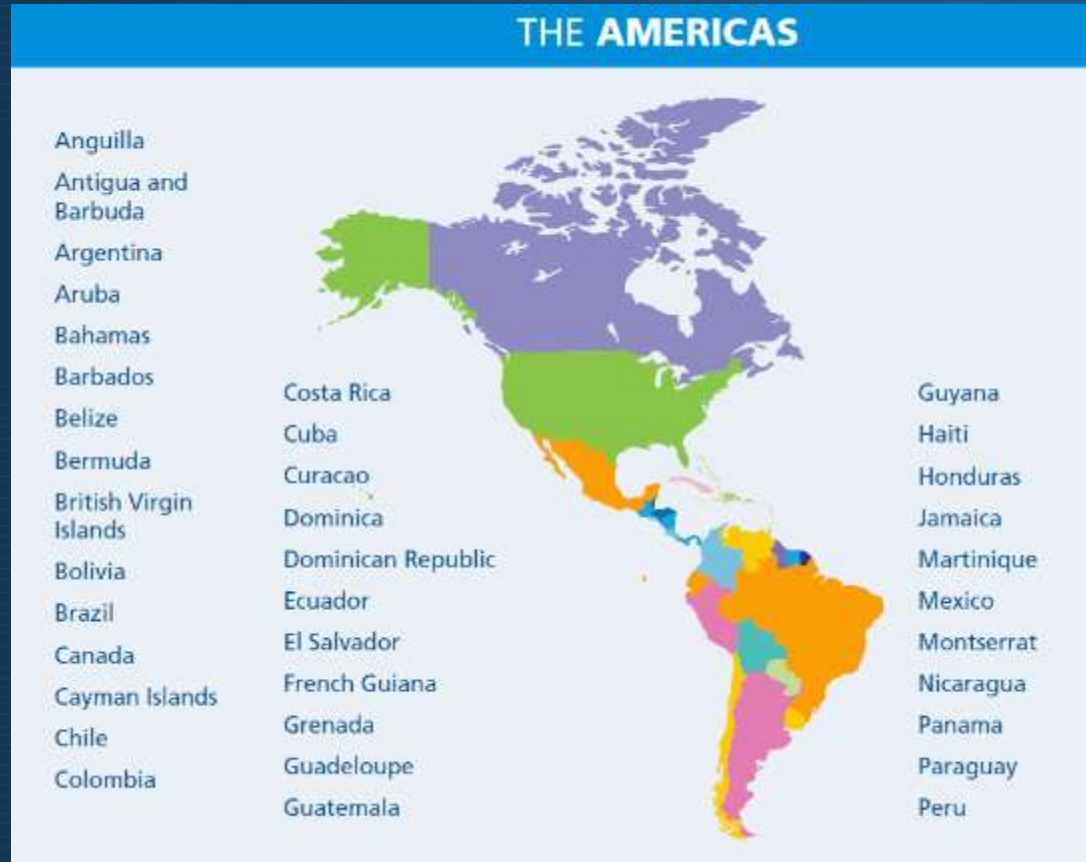 THE AMERICAS
Anguilla
Antigua and
Barbuda
Argentina
Aruba
Bahamas
Barbados
Belize
Bermuda
British Virgin
Islands
Bolivia
Brazil
Canada
Cayman Islands
Chile
Colombia
Costa Rica
Cuba
Curacao
Dominica
Dominican Republic
Ecuador
El Salvador
French Guiana
Grenada
Guadeloupe
Guatemala
Guyana
Haiti
Honduras
Jamaica
Martinique
Mexico
Montserrat
Nicaragua
Panama
Paraguay
Peru